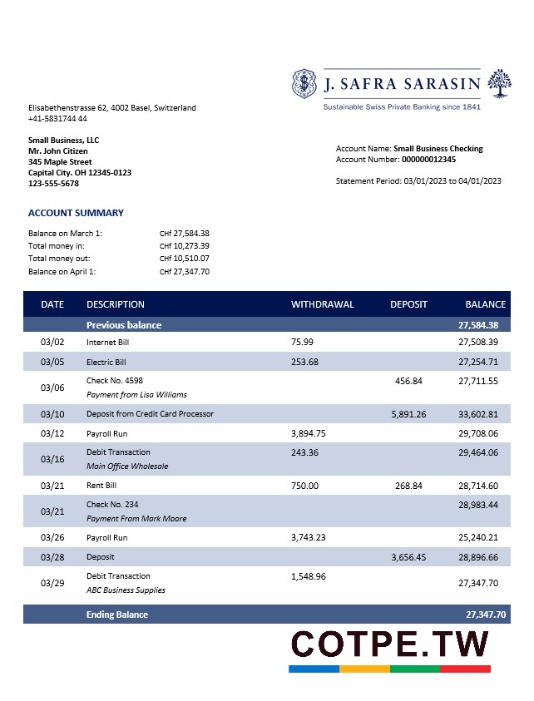 J. SAFRA SARASIN
Sustainable Swiss Private Banking since 1841
Elisabethenstrasse 62, 4002 Basel, Switzerland
+41-5831744 44
Small Business, LLC
Mr. John Citizen
345 Maple Street
Capital City. OH 12345-0123
123-555-5678
Account Name: Small Business Checking
Account Number: 000000012345
Statement Period: 03/01/2023 to 04/01/2023
ACCOUNT SUMMARY
Balance on March 1: CHf 27,584.38
Total money in: CHf 10,273.39
Total money out: CHf 10,510.07
Balance on April 1: CHf 27,347.70
DATE DESCRIPTION WITHDRAWAL DEPOSIT BALANCE
Previous balance 27,584.38
03/02 Internet Bill 75.99 27,508.39
03/05 Electric Bill 253.68 27,254.71
03/06 Check No. 4598 456.84 27,711.55
Payment from Lisa Williams
03/10 Deposit from Credit Card Processor 5,891.26 33,602.81
03/12 Payroll Run 3,894.75 29,708.06
03/16 Debit Transaction 243.36 29,464.06
Main Office Wholesale
03/21 Rent Bill 750.00 268.84 28,714.60
03/21 Check No. 234 28,983.44
Payment From Mark Moore
03/26 Payroll Run 3,743.23 25,240.21
03/28 Deposit 3,656.45 28,896.66
03/29 Debit Transaction 1,548.96 27,347.70
ABC Business Supplies
Ending Balance 27,347.70
COTPE.TW